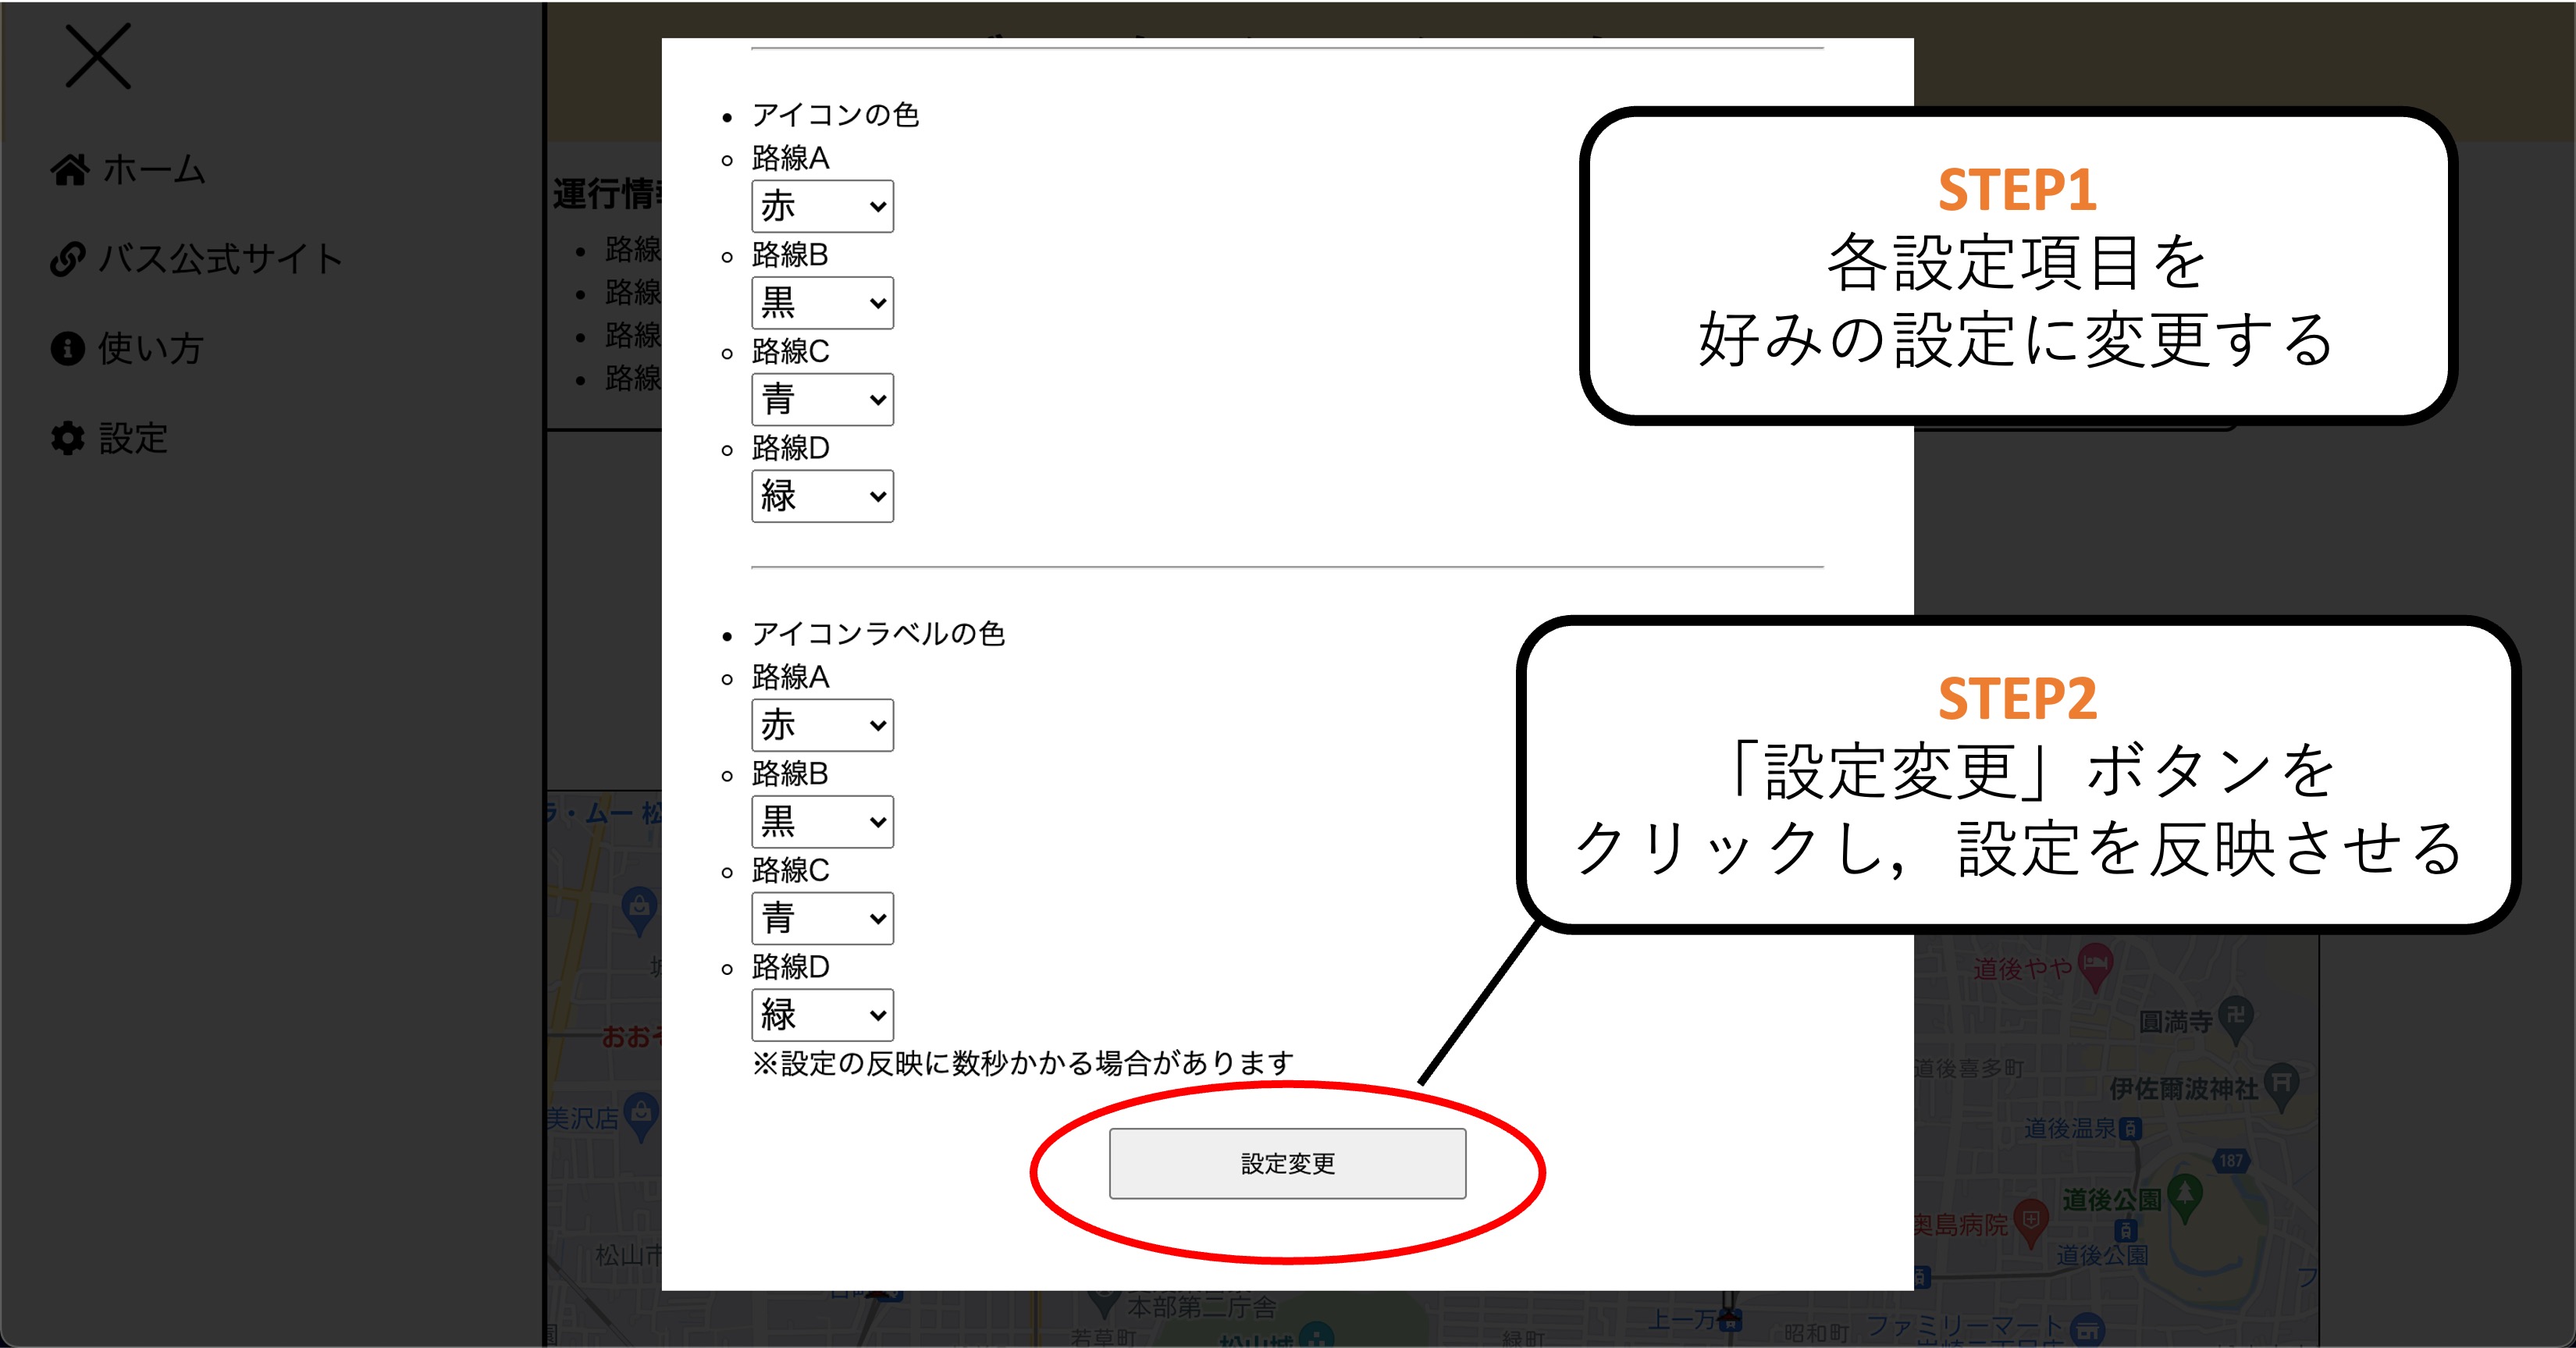 ホーム
バス公式サイト
使い方
設定
運行情
路線
路線
路線
路線
アイコンの色
路線A
赤
路線B
黒
路線C
青
路線D
緑
アイコンラベルの色
路線A
赤
路線B
黒
路線C
青
路線D
緑
※設定の反映に数秒かかる場合があります
設定変更
STEP1
各設定項目を
好みの設定に変更する
STEP2
「設定変更」ボタンを
クリックし，設定を反映させる
ラ・ムー 松
おお
美沢店
松山市
道後やや
圓満寺
道後喜多町
伊佐爾波神社
道後温泉
187
道後公園
奥島病院
道後公園
本部第二庁舎
若草町
松山城
緑町
上一万
昭和町
ファミリーマート